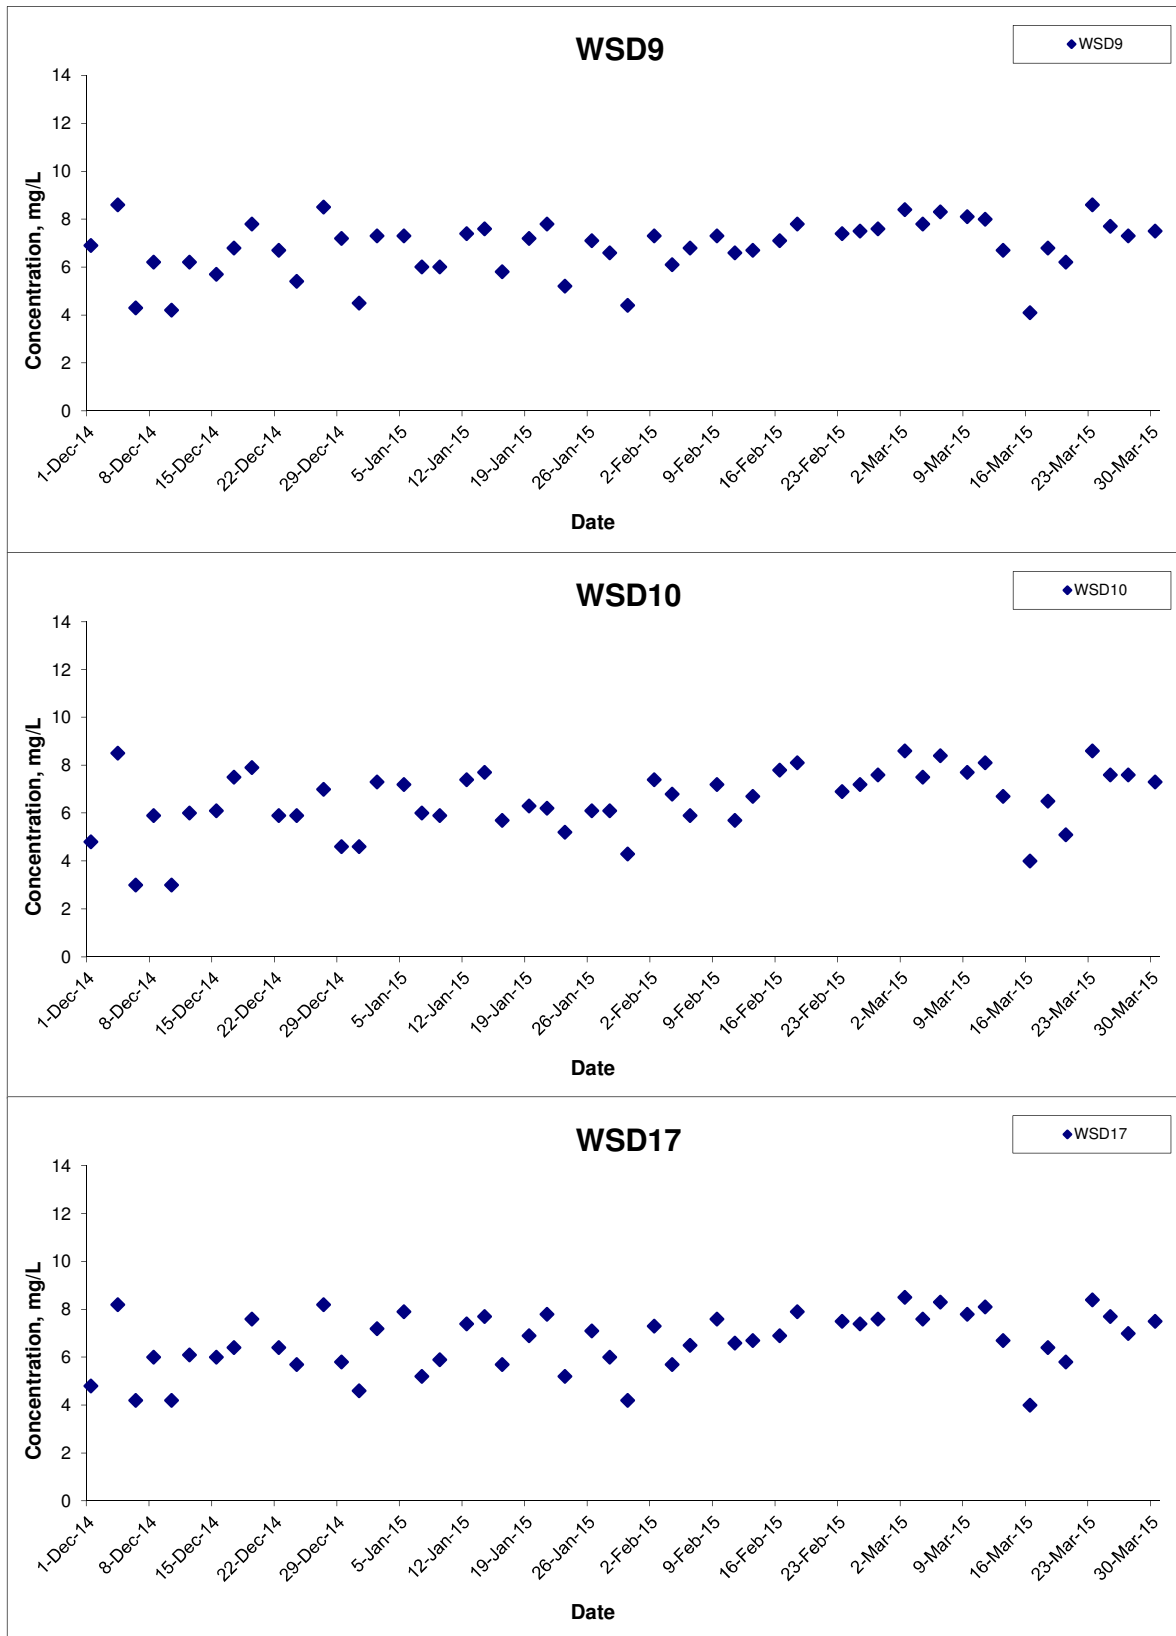 WSD9
WSD9
14
12
10
8
6
4
2
0
Concentration, mg/L
1-Dec-14
8-Dec-14
15-Dec-14
22-Dec-14
29-Dec-14
5-Jan-15
12-Jan-15
19-Jan-15
26-Jan-15
2-Feb-15
9-Feb-15
16-Feb-15
23-Feb-15
2-Mar-15
9-Mar-15
16-Mar-15
23-Mar-15
30-Mar-15
Date
WSD10
WSD10
14
12
10
8
6
4
2
0
Concentration, mg/L
1-Dec-14
8-Dec-14
15-Dec-14
22-Dec-14
29-Dec-14
5-Jan-15
12-Jan-15
19-Jan-15
26-Jan-15
2-Feb-15
9-Feb-15
16-Feb-15
23-Feb-15
2-Mar-15
9-Mar-15
16-Mar-15
23-Mar-15
30-Mar-15
Date
WSD17
WSD17
14
12
10
8
6
4
2
0
Concentration, mg/L
1-Dec-14
8-Dec-14
15-Dec-14
22-Dec-14
29-Dec-14
5-Jan-15
12-Jan-15
19-Jan-15
26-Jan-15
2-Feb-15
9-Feb-15
16-Feb-15
23-Feb-15
2-Mar-15
9-Mar-15
16-Mar-15
23-Mar-15
30-Mar-15
Date